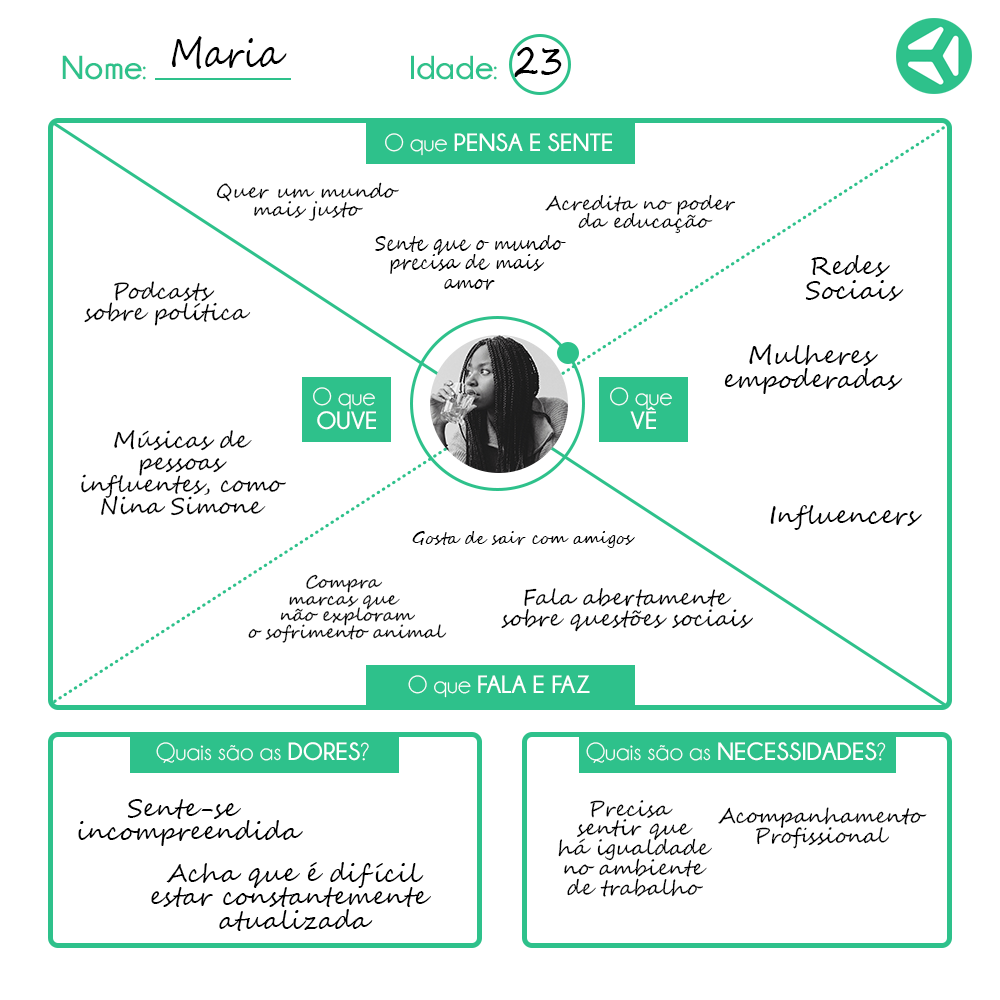 Nome: Maria
Idade: 23
O que PENSA E SENTE
Quer um mundo
mais justo
Acredita no poder
da educação
Sente que o mundo
precisa de mais
amor
O que
OUVE
Podcasts
sobre política
Músicas de
pessoas
influentes, como
Nina Simone
O que
VÊ
Redes
Sociais
Mulheres
empoderadas
Influencers
Gosta de sair com amigos
Compra
marcas que
não exploram
o sofrimento animal
Fala abertamente
sobre questões sociais
O que FALA E FAZ
Quais são as DORES?
Sente-se
incompreendida
Acha que é difícil
estar constantemente
atualizada
Quais são as NECESSIDADES?
Precisa
sentir que
há igualdade
no ambiente
de trabalho
Acompanhamento
Profissional